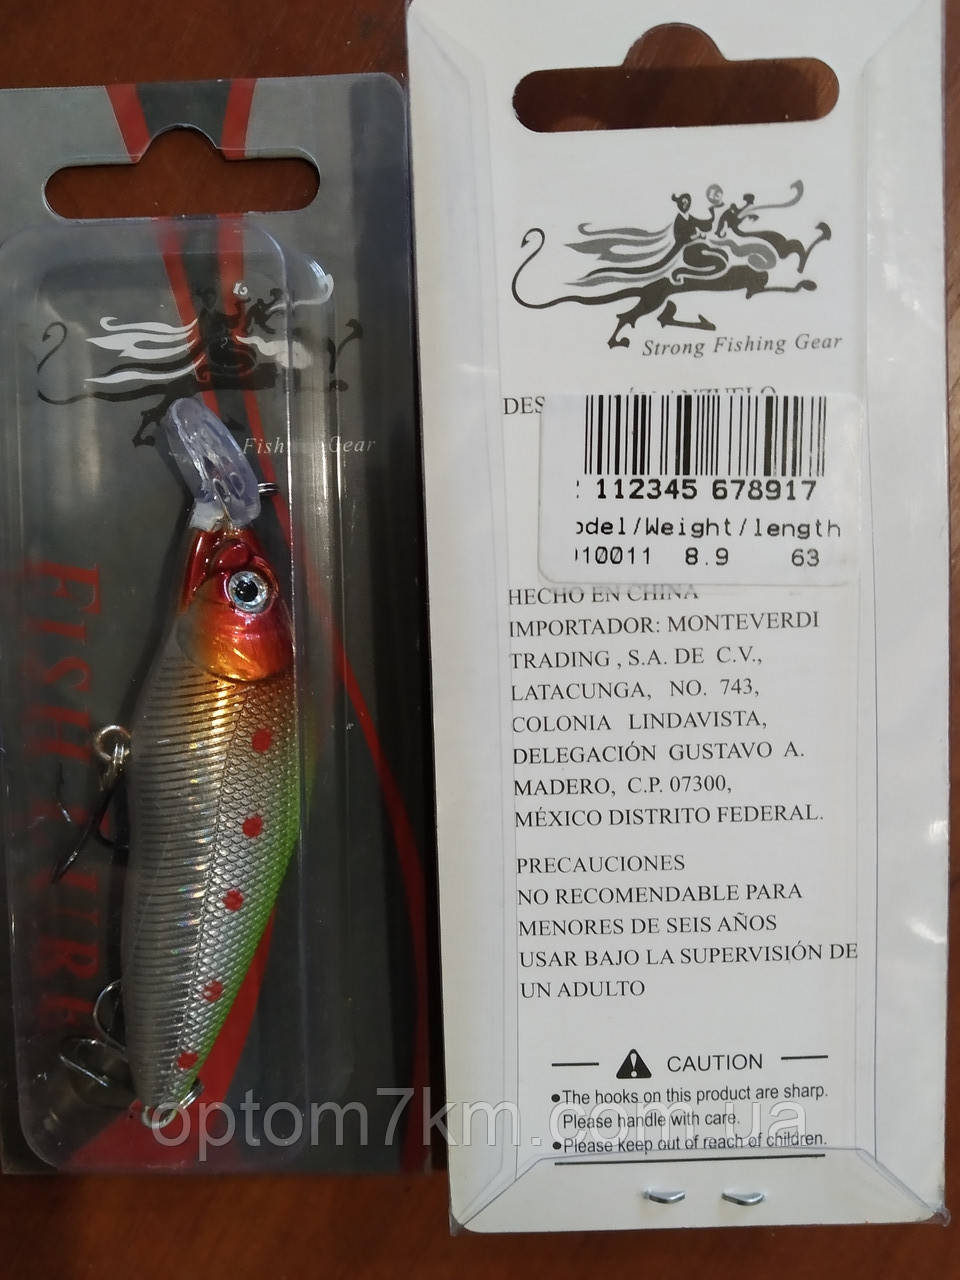 Fishing Gear
FISH LURE
Strong Fishing Gear
112345 678917
/Weight/length
10011 8.9 63
HECHO EN CHINA
IMPORTADOR: MONTEVERDI
TRADING , S.A. DE C.V.,
LATACUNGA, NO. 743,
COLONIA LINDAVISTA,
DELEGACIÓN GUSTAVO A.
MADERO, C.P. 07300,
MÉXICO DISTRITO FEDERAL.
PRECAUCIONES
NO RECOMENDABLE PARA
MENORES DE SEIS AÑOS
USAR BAJO LA SUPERVISIÓN DE
UN ADULTO
CAUTION
●The hooks on this product are sharp.
Please handle with care.
●Please keep out of reach of children.
optom7km.com.ua